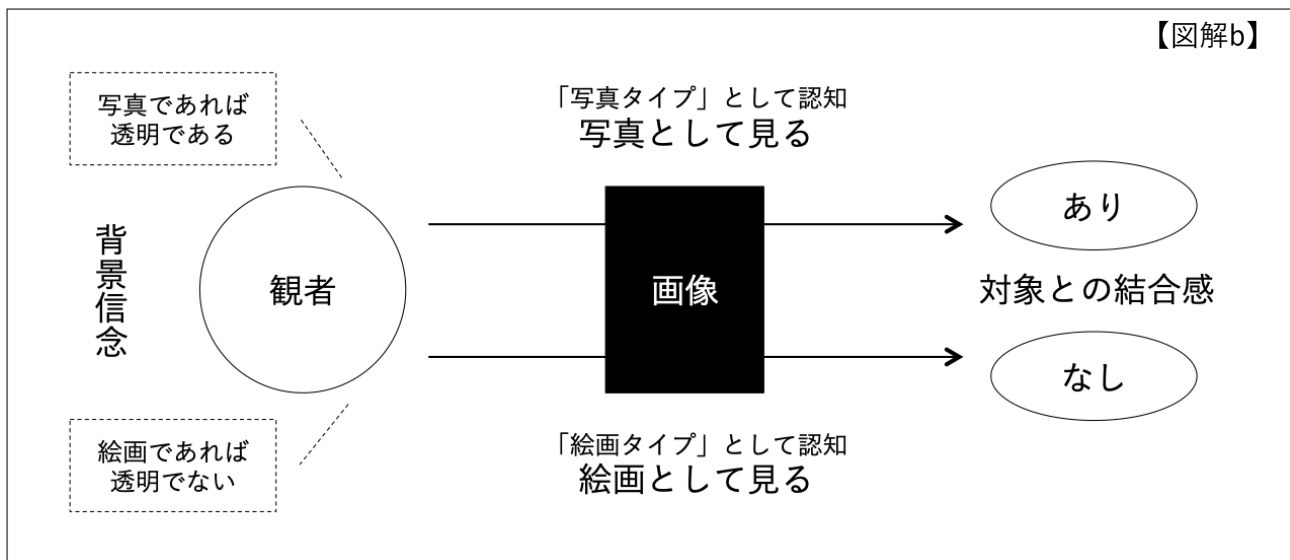 【図解b】
写真であれば
透明である
「写真タイプ」として認知
写真として見る
背景信念
観者
画像
あり
対象との結合感
なし
絵画であれば
透明でない
「絵画タイプ」として認知
絵画として見る